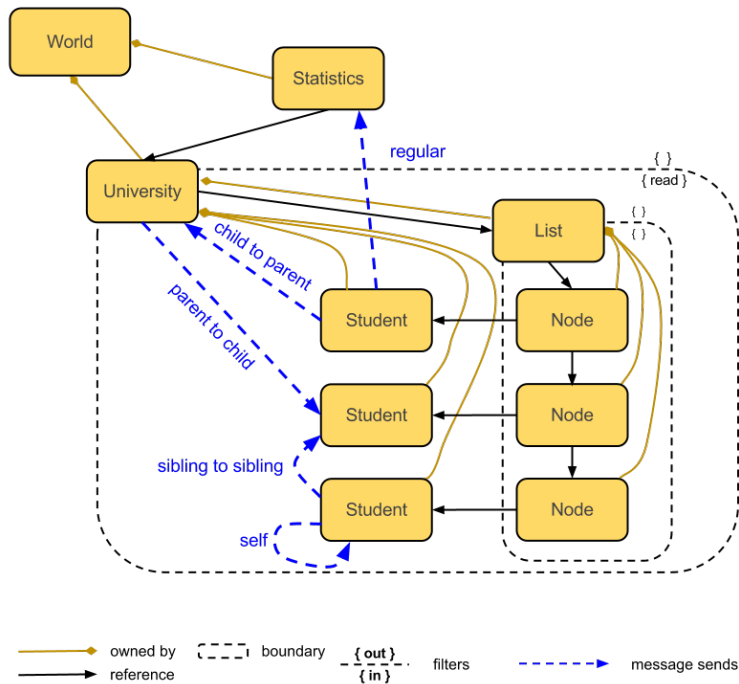 World
Statistics
regular
{ }
{ read }
University
{ }
List
{ }
child to parent
parent to child
Student
Node
Student
Node
sibling to sibling
Student
Node
self
owned by
boundary
{ out }
filters
message sends
reference
{ in }